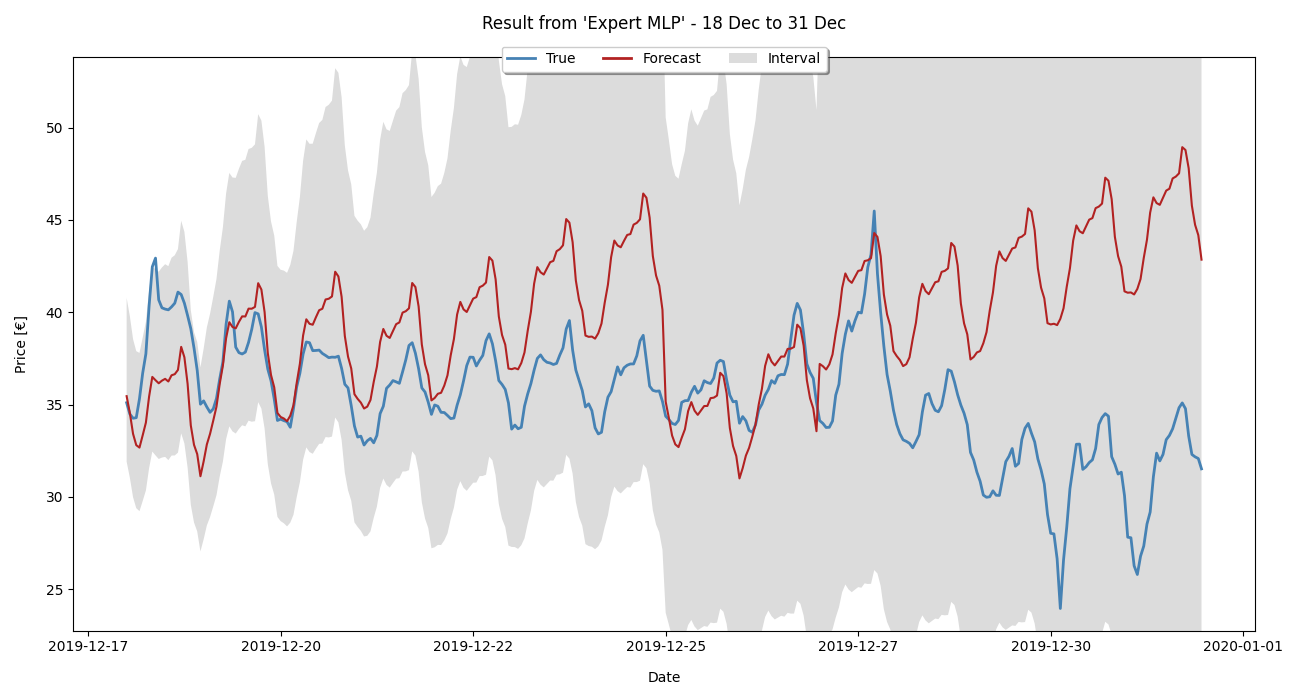 Result from 'Expert MLP' - 18 Dec to 31 Dec
True Forecast Interval
Price [€]
50
45
40
35
30
25
2019-12-17 2019-12-20 2019-12-22 2019-12-25 2019-12-27 2019-12-30 2020-01-01
Date